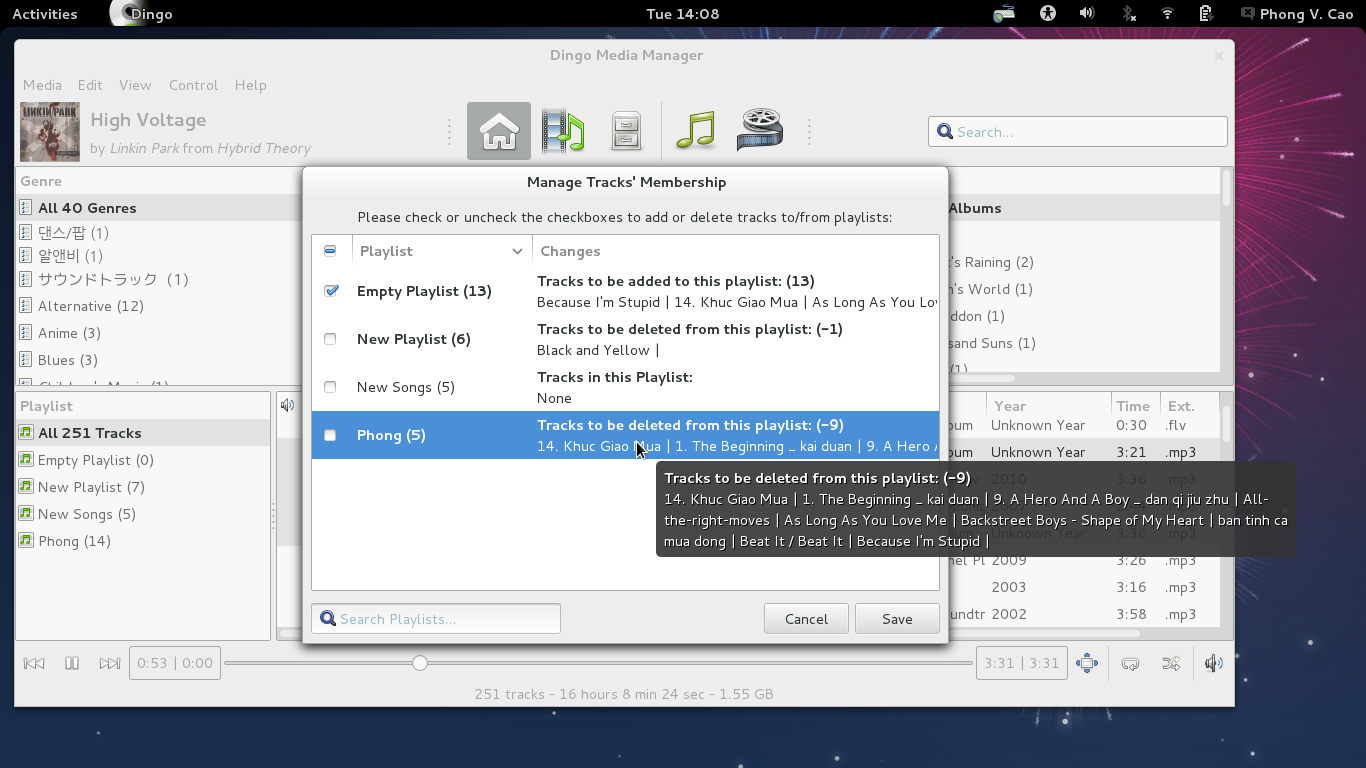 Activities
Dingo
Tue 14:08
Phong V. Cao
Dingo Media Manager
Media Edit View Control Help
LINKIN PARK
High Voltage
by Linkin Park from Hybrid Theory
Search...
Genre
All 40 Genres
댄스/팝 (1)
알앤비 (1)
サウンドトラック (1)
Alternative (12)
Anime (3)
Blues (3)
Children's Music (1)
Albums
's Raining (2)
n's World (1)
ddon (1)
sand Suns (1)
(1)
Manage Tracks' Membership
Please check or uncheck the checkboxes to add or delete tracks to/from playlists:
Playlist Changes
Empty Playlist (13)
Tracks to be added to this playlist: (13)
Because I'm Stupid | 14. Khuc Giao Mua | As Long As You Lov
New Playlist (6)
Tracks to be deleted from this playlist: (−1)
Black and Yellow |
New Songs (5)
Tracks in this Playlist:
None
Phong (5)
Tracks to be deleted from this playlist: (−9)
14. Khuc Giao Mua | 1. The Beginning _ kai duan | 9. A Hero A
Tracks to be deleted from this playlist: (−9)
14. Khuc Giao Mua | 1. The Beginning _ kai duan | 9. A Hero And A Boy _ dan qi jiu zhu | All-
the-right-moves | As Long As You Love Me | Backstreet Boys - Shape of My Heart | ban tinh ca
mua dong | Beat It / Beat It | Because I'm Stupid |
Search Playlists...
Cancel
Save
Playlist
All 251 Tracks
Empty Playlist (0)
New Playlist (7)
New Songs (5)
Phong (14)
Year Time Ext.
bum Unknown Year 0:30 .flv
bum Unknown Year 3:21 .mp3
2010 3:36 .mp3
Unknown Year 3:36 .mp3
nel Pl 2009 3:26 .mp3
2003 3:16 .mp3
undtr 2002 3:58 .mp3
0:53 | 0:00
3:31 | 3:31
251 tracks - 16 hours 8 min 24 sec - 1.55 GB